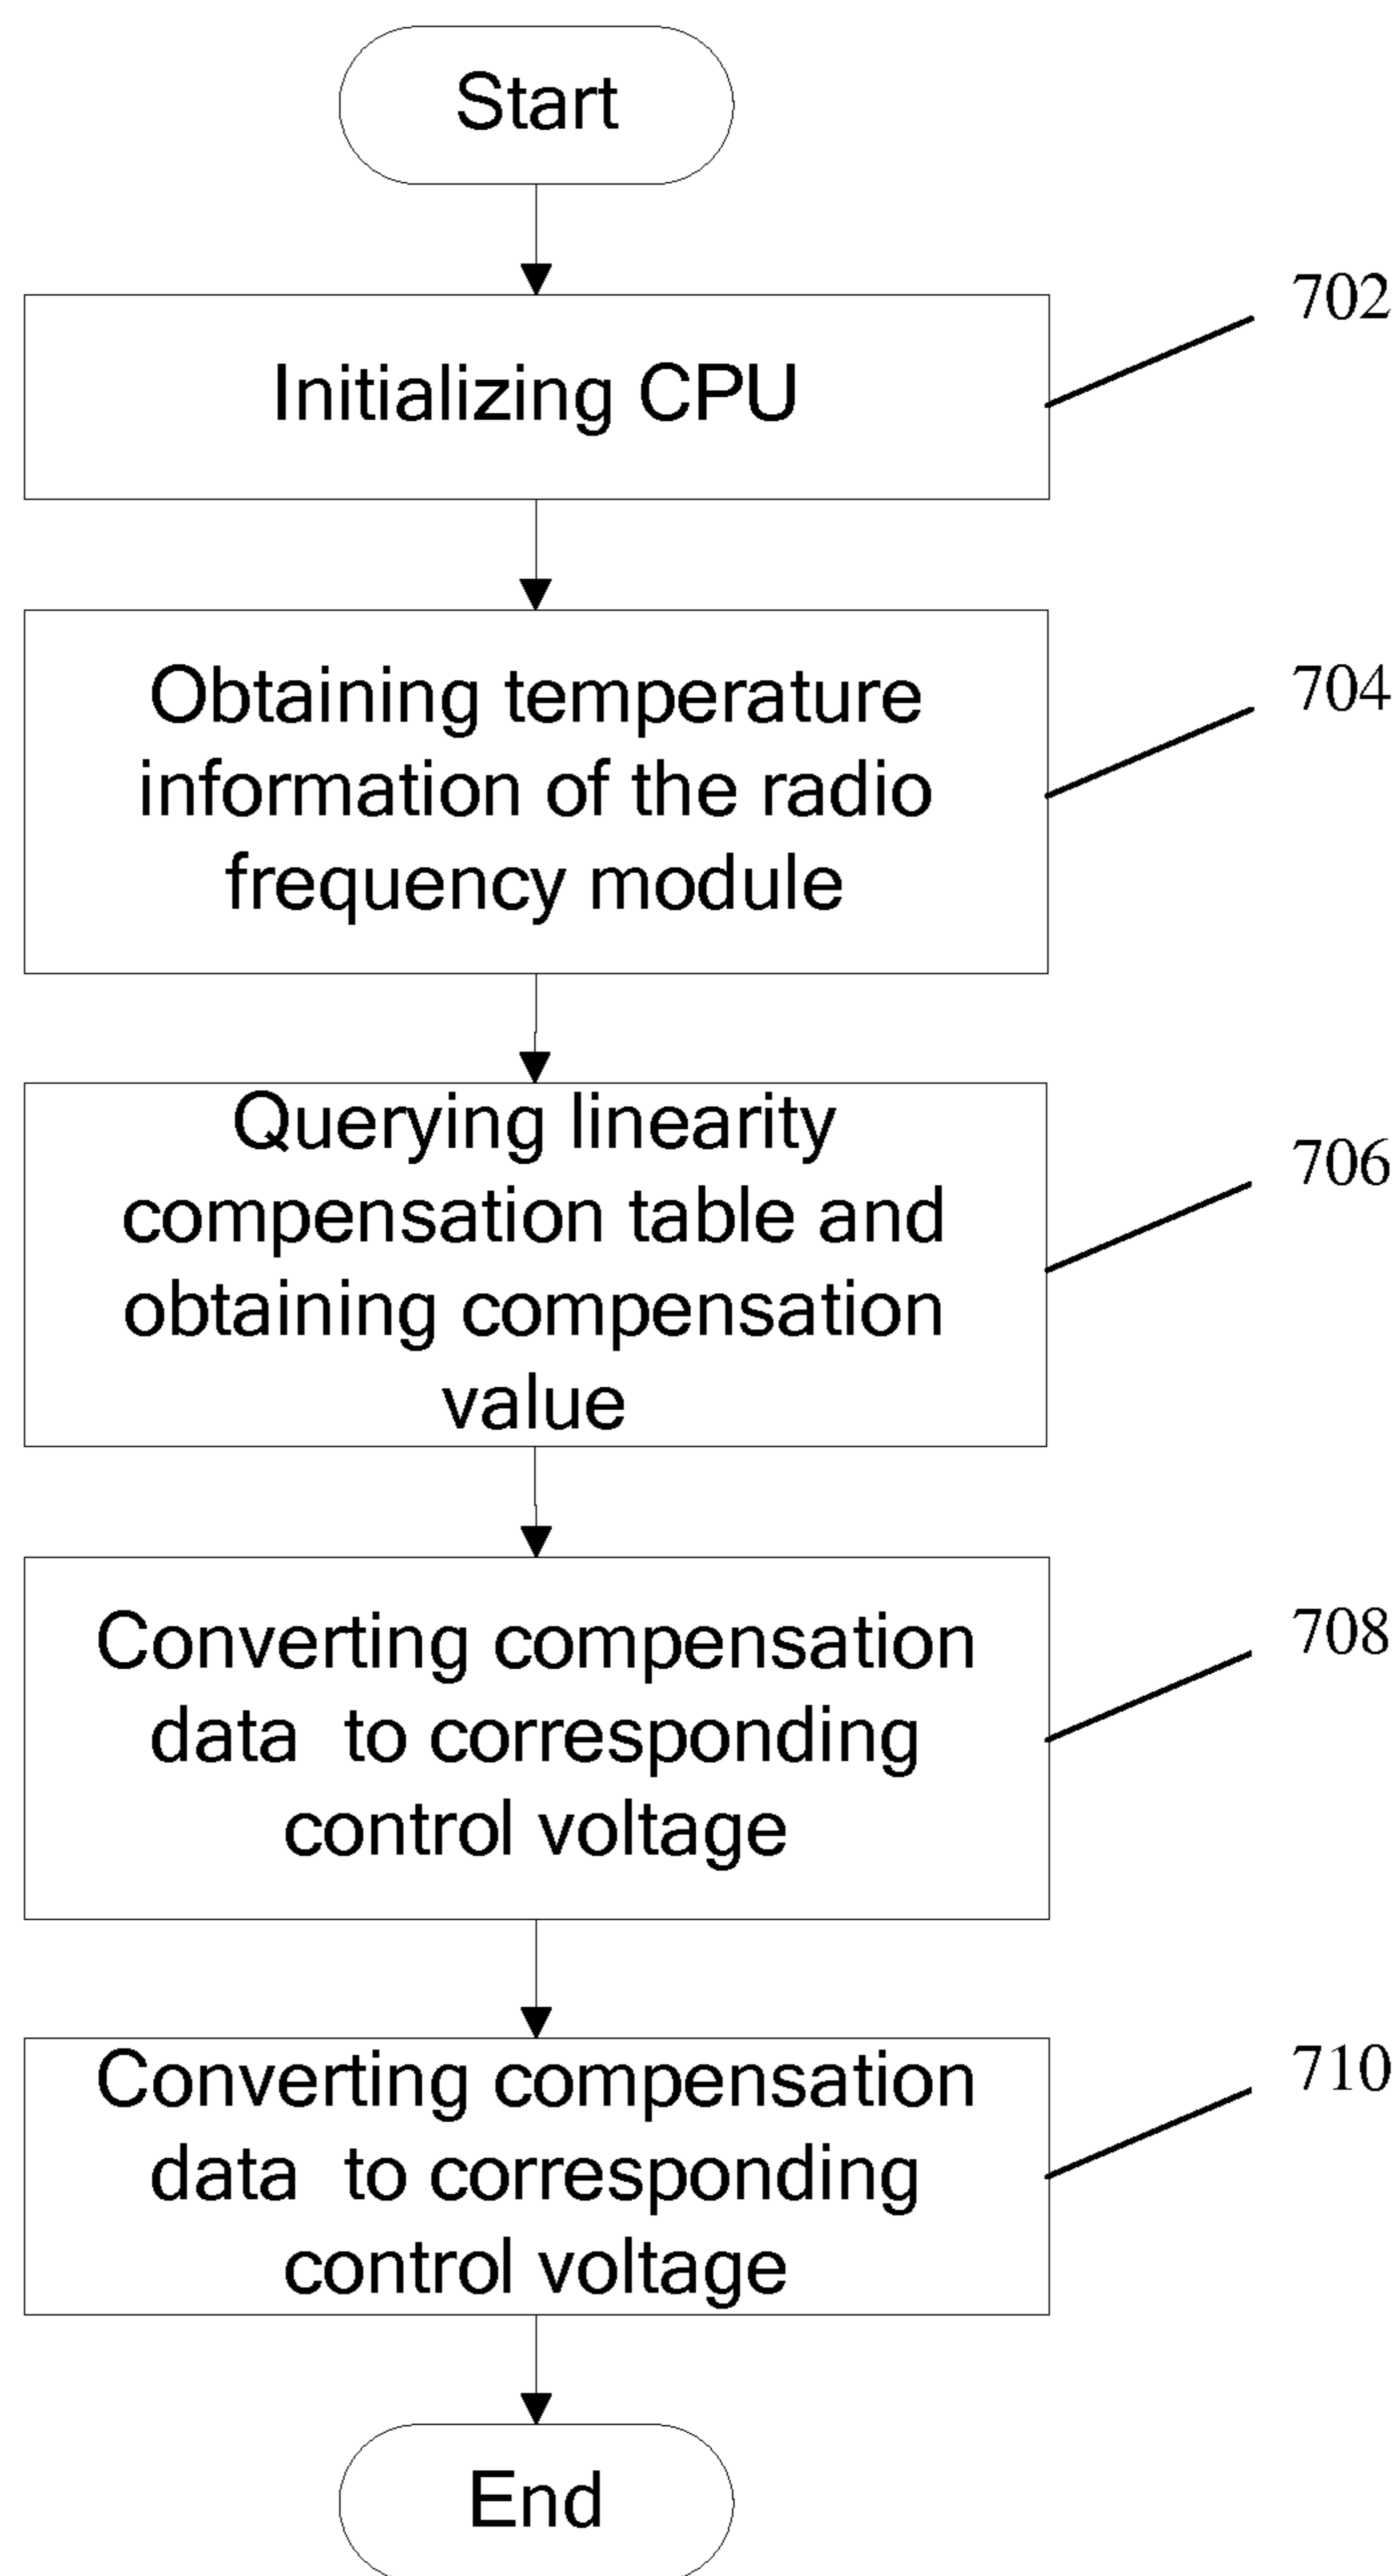 Start
702
Initializing CPU
704
Obtaining temperature
information of the radio
frequency module
706
Querying linearity
compensation table and
obtaining compensation
value
708
Converting compensation
data  to corresponding
control voltage
710
Converting compensation
data  to corresponding
control voltage
End